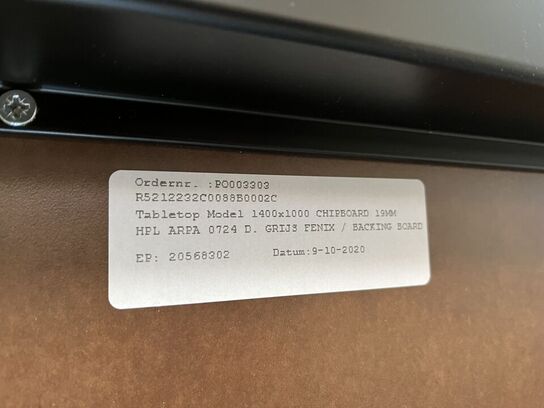 Ordernr. :PO003303
R5212232C0088B0002C
Tabletop Model 1400x1000 CHIPBOARD 19MM
HPL ARPA 0724 D. GRIJS FENIX / BACKING BOARD
EP: 20568302 Datum:9-10-2020